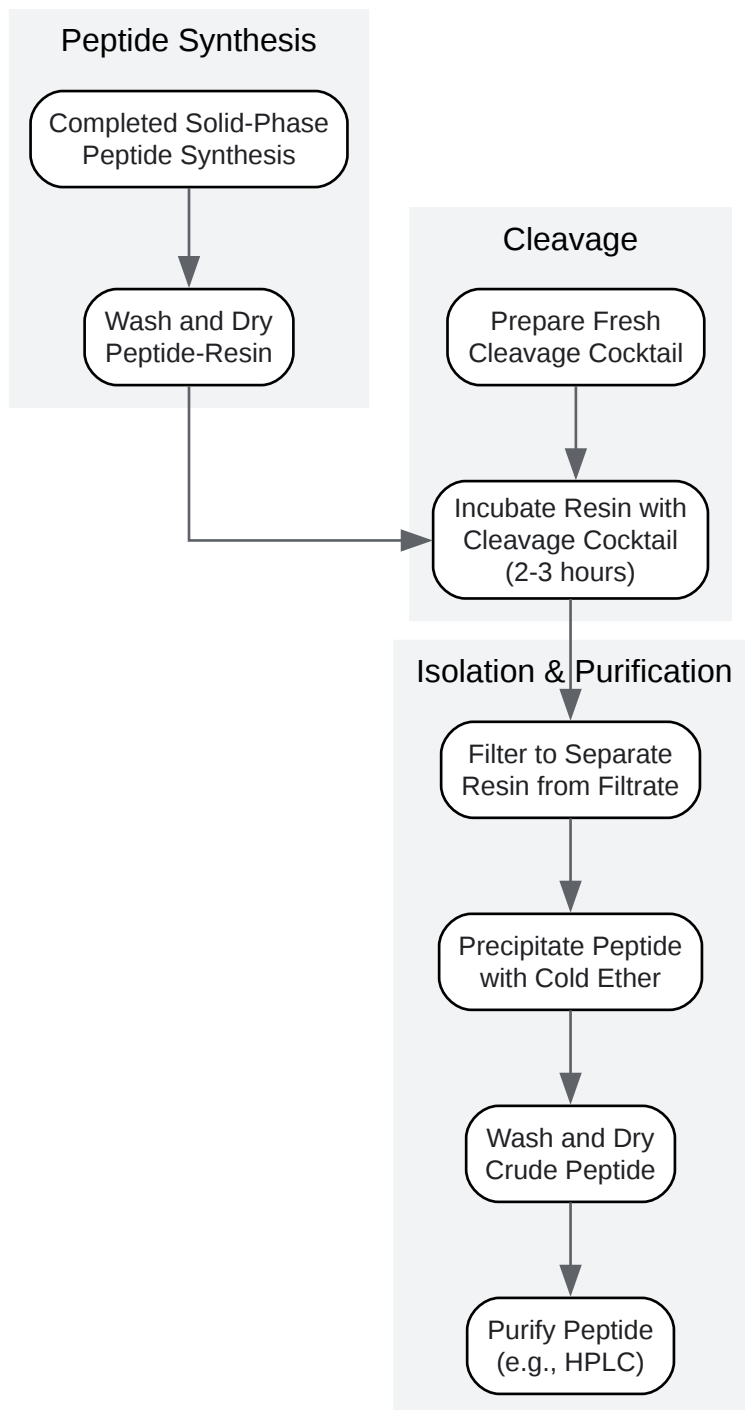 Peptide Synthesis
Completed Solid-Phase
Peptide Synthesis
Wash and Dry
Peptide-Resin
Cleavage
Prepare Fresh
Cleavage Cocktail
Incubate Resin with
Cleavage Cocktail
(2-3 hours)
Isolation & Purification
Filter to Separate
Resin from Filtrate
Precipitate Peptide
with Cold Ether
Wash and Dry
Crude Peptide
Purify Peptide
(e.g., HPLC)